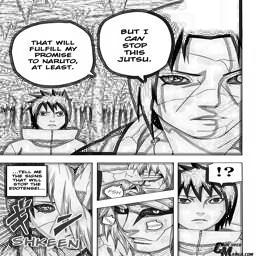 BUT I
CAN
STOP
THIS
JUTSU.
THAT WILL
FULFILL MY
PROMISE
TO NARUTO,
AT LEAST.
!?
...TELL ME
THE SIGNS
THAT WILL
STOP THE
EDOTENSEI.
SHKEEN